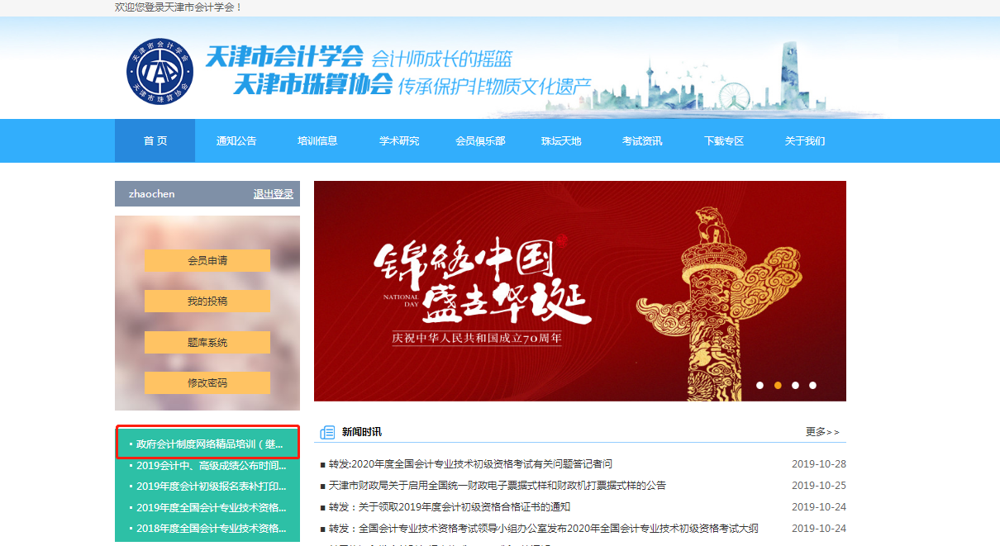 欢迎您登录天津市会计学会！
天津市会计学会
天津市珠算协会
天津市会计学会 会计师成长的摇篮
天津市珠算协会 传承保护非物质文化遗产
首 页 通知公告 培训信息 学术研究 会员俱乐部 珠坛天地 考试资讯 下载专区 关于我们
zhaochen 退出登录
会员申请
我的投稿
题库系统
修改密码
锦绣中国
NATIONAL
DAY
盛世华诞
庆祝中华人民共和国成立70周年
· 政府会计制度网络精品培训（继...
· 2019会计中、高级成绩公布时间...
· 2019年度会计初级报名表补打印...
· 2019年度全国会计专业技术资格...
· 2018年度全国会计专业技术资格...
新闻时讯 更多>>
■ 转发:2020年度全国会计专业技术初级资格考试有关问题答记者问 2019-10-28
■ 天津市财政局关于启用全国统一财政电子票据式样和财政机打票据式样的公告 2019-10-25
■ 转发：关于领取2019年度会计初级资格合格证书的通知 2019-10-24
■ 转发：全国会计专业技术资格考试领导小组办公室发布2020年全国会计专业技术初级资格考试大纲 2019-10-24